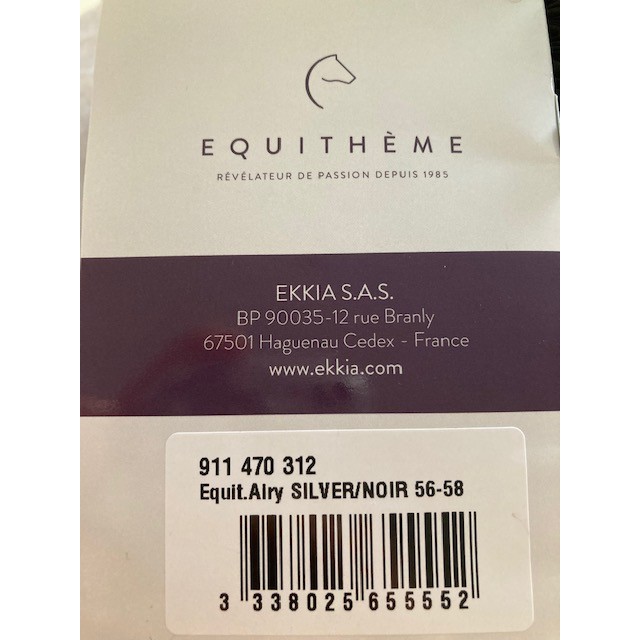 EQUITHÈME
RÉVÉLATEUR DE PASSION DEPUIS 1985
EKKIA S.A.S.
BP 90035-12 rue Branly
67501 Haguenau Cedex - France
www.ekkia.com
911 470 312
Equit.Alry SILVER/NOIR 56-58
3 338025 655552